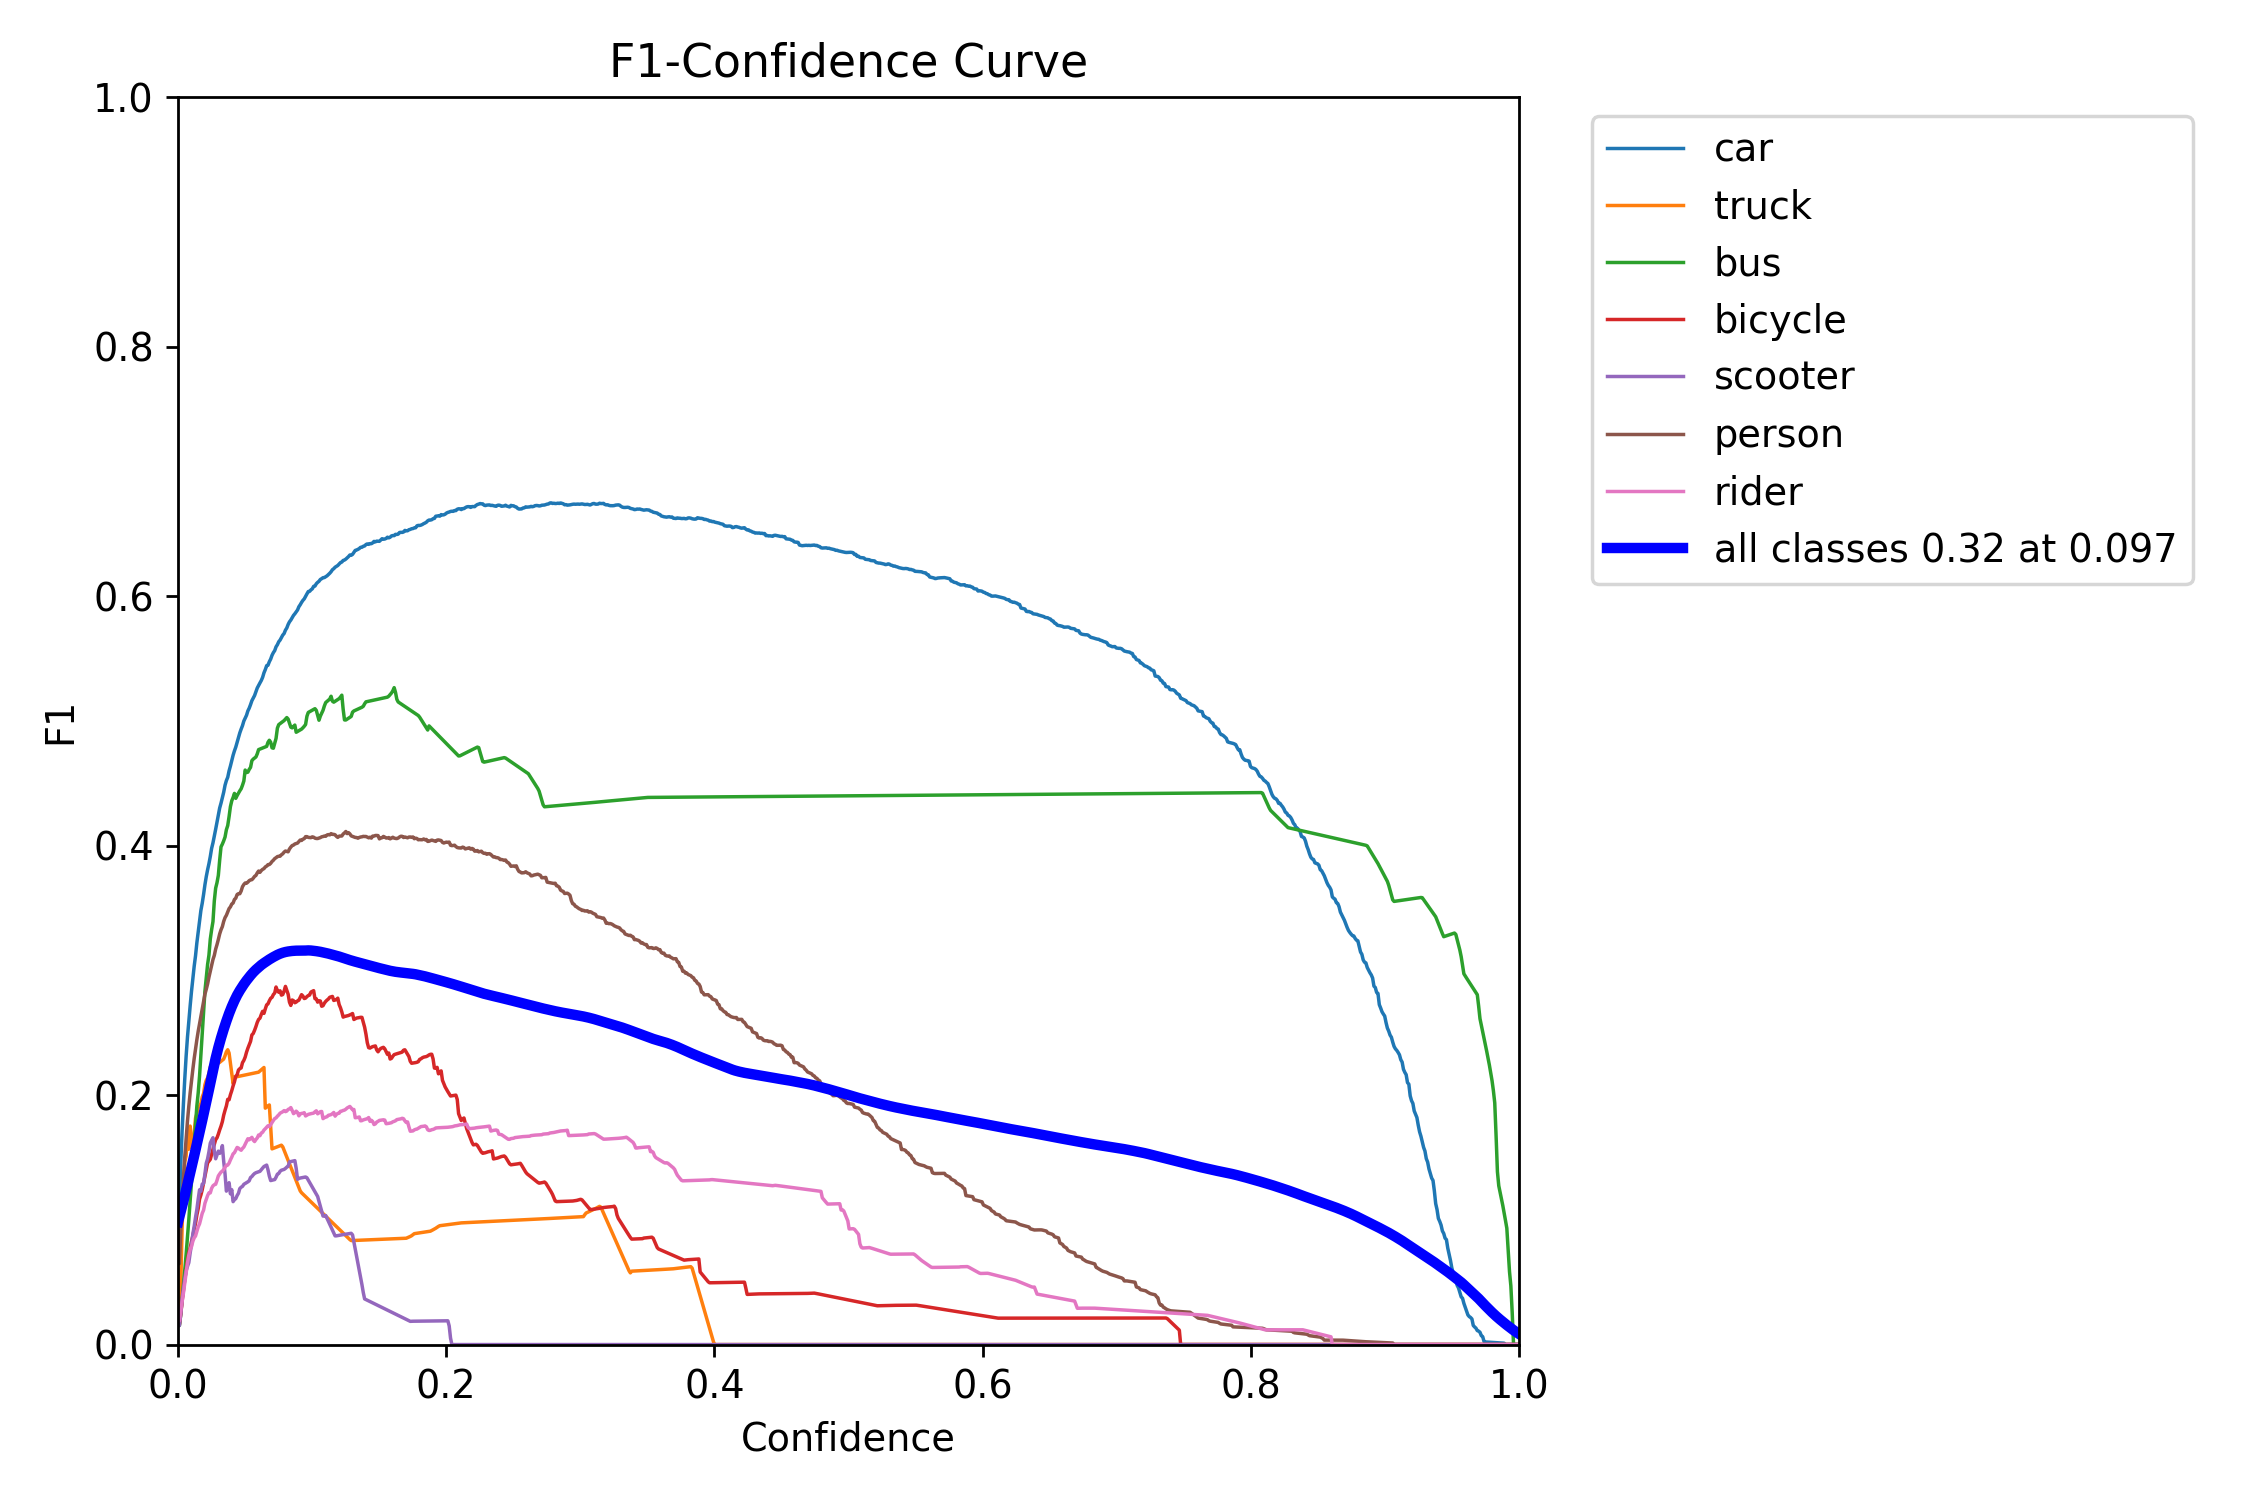 F1-Confidence Curve
1.0
0.8
0.6
0.4
0.2
0.0
F1
0.0 0.2 0.4 0.6 0.8 1.0
Confidence
car
truck
bus
bicycle
scooter
person
rider
all classes 0.32 at 0.097